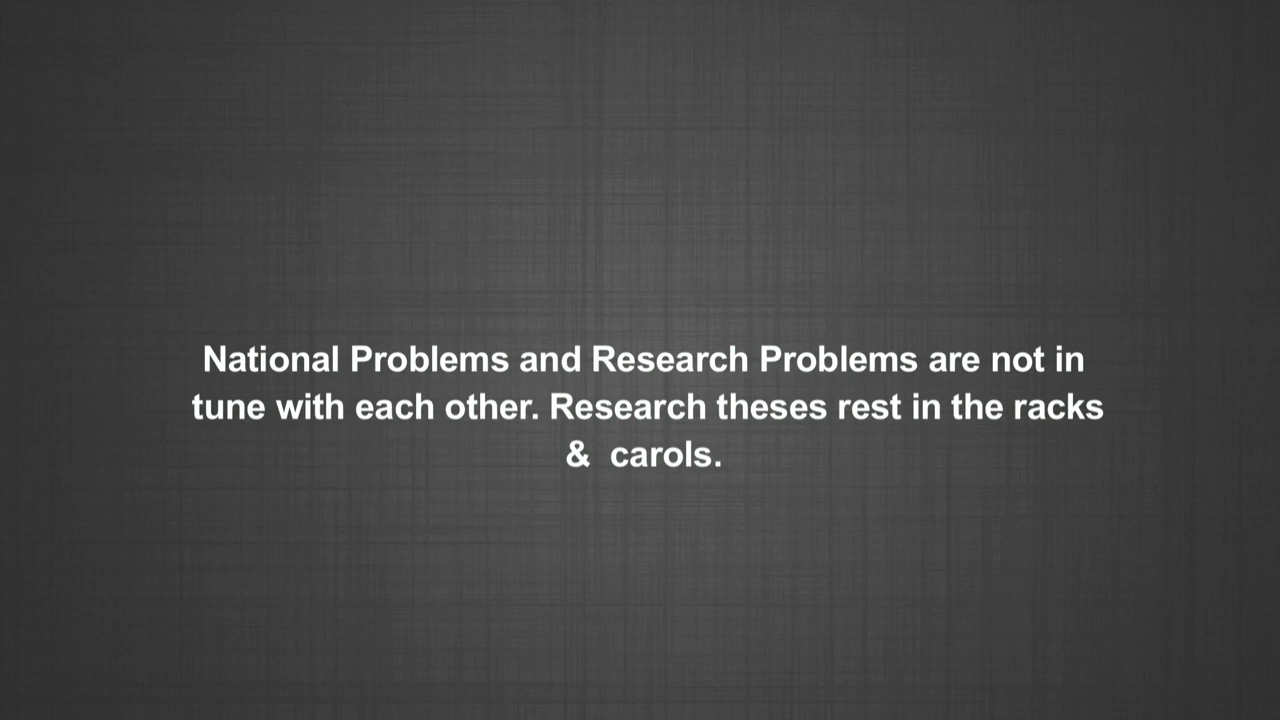 National Problems and Research Problems are not in
tune with each other. Research theses rest in the racks
&  carols.